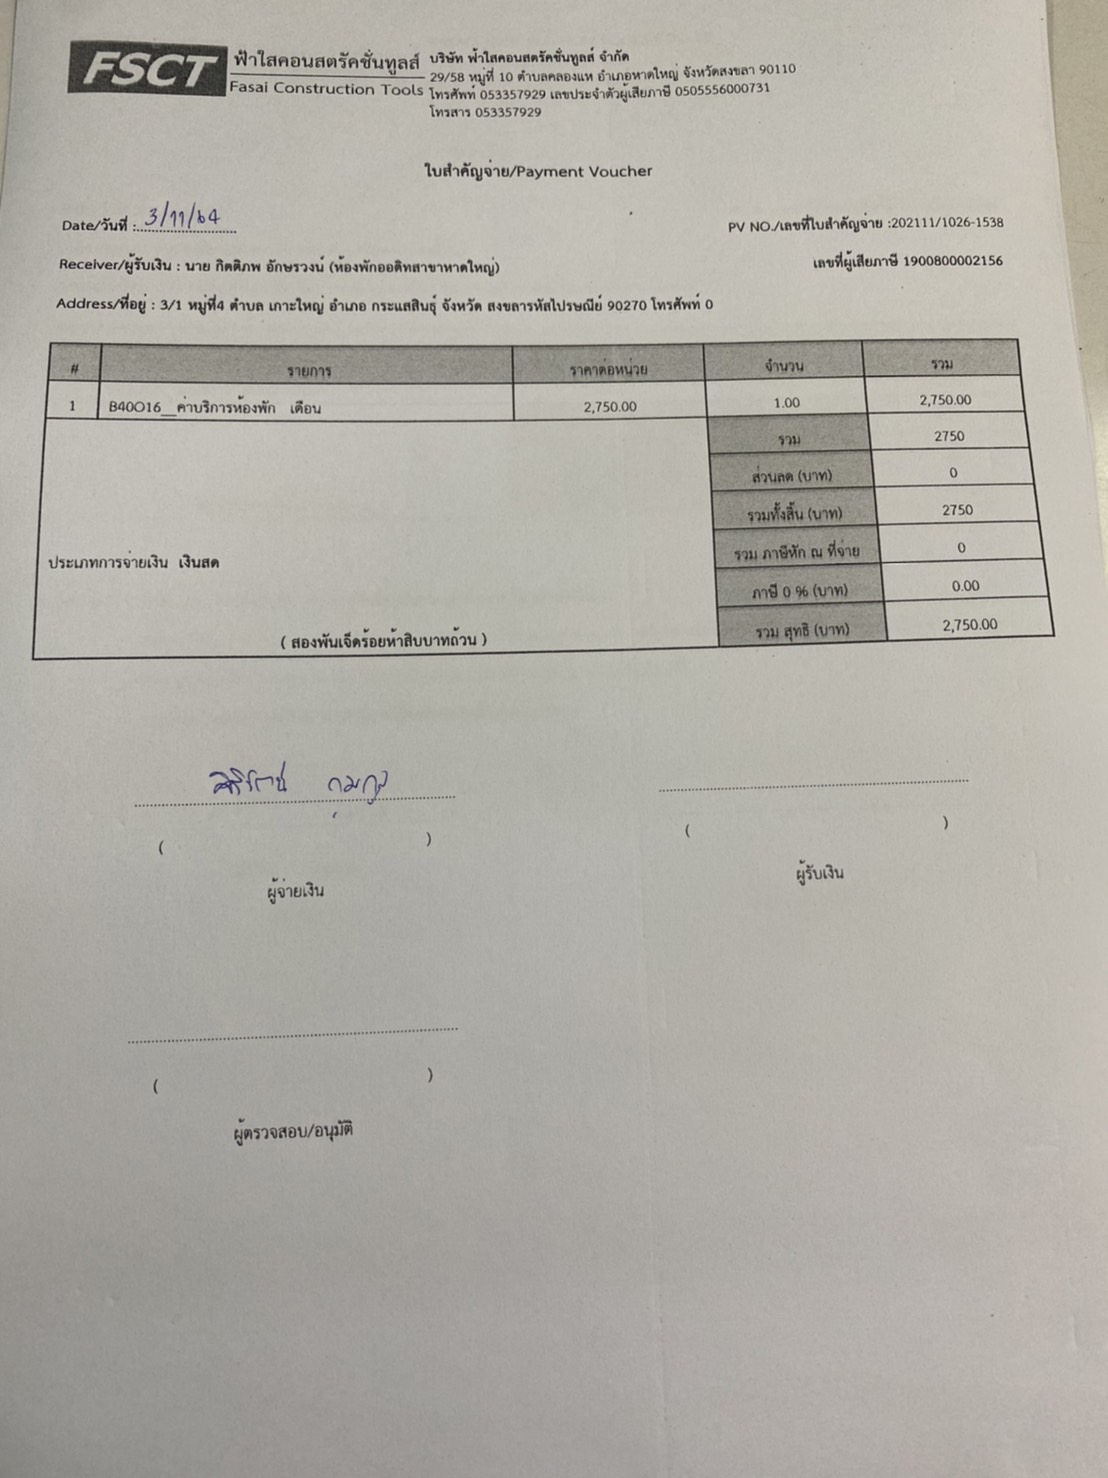 FSCT
ฟ้าใสคอนสตรัคชั่นทูลส์
Fasai Construction Tools
บริษัท ฟ้าใสคอนสตรัคชั่นทูลส์ จำกัด
29/58 หมู่ที่ 10 ตำบลคลองแห อำเภอหาดใหญ่ จังหวัดสงขลา 90110
โทรศัพท์ 053357929 เลขประจำตัวผู้เสียภาษี 0505556000731
โทรสาร 053357929
ใบสำคัญจ่าย/Payment Voucher
Date/วันที่ : 3/11/64
PV NO./เลขที่ใบสำคัญจ่าย :202111/1026-1538
Receiver/ผู้รับเงิน : นาย กิตติภพ อักษรวงน์ (ห้องพักออดิทสาขาหาดใหญ่)
เลขที่ผู้เสียภาษี 1900800002156
Address/ที่อยู่ : 3/1 หมู่ที่4 ตำบล เกาะใหญ่ อำเภอ กระแสสินธุ์ จังหวัด สงขลารหัสไปรษณีย์ 90270 โทรศัพท์ 0
# รายการ ราคาต่อหน่วย จำนวน รวม
1 B40O16__ค่าบริการห้องพัก เดือน 2,750.00 1.00 2,750.00
รวม 2750
ส่วนลด (บาท) 0
รวมทั้งสิ้น (บาท) 2750
รวม ภาษีหัก ณ ที่จ่าย 0
ประเภทการจ่ายเงิน เงินสด
ภาษี 0 % (บาท) 0.00
( สองพันเจ็ดร้อยห้าสิบบาทถ้วน )
รวม สุทธิ (บาท) 2,750.00
( )
( )
ผู้จ่ายเงิน
ผู้รับเงิน
( )
ผู้ตรวจสอบ/อนุมัติ